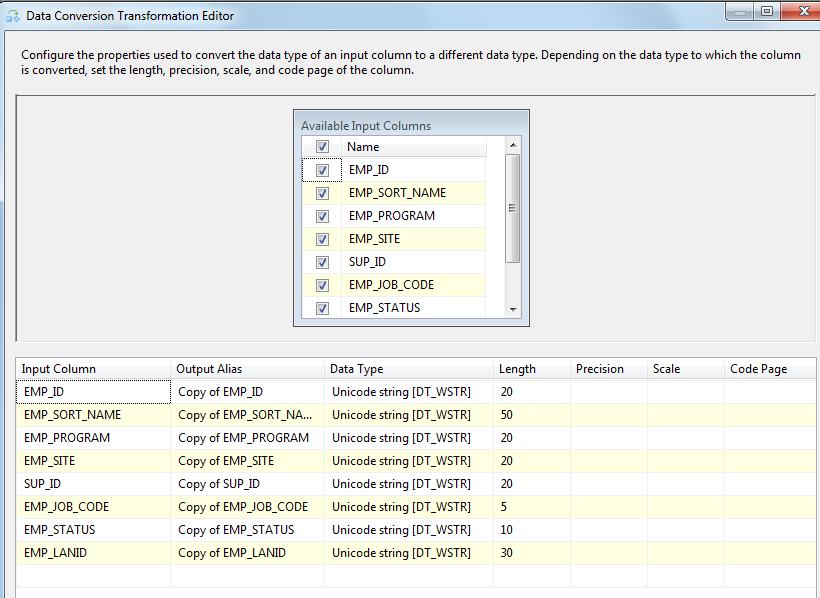 Data Conversion Transformation Editor
Configure the properties used to convert the data type of an input column to a different data type. Depending on the data type to which the column
is converted, set the length, precision, scale, and code page of the column.
Available Input Columns
Name
EMP_ID
EMP_SORT_NAME
EMP_PROGRAM
EMP_SITE
SUP_ID
EMP_JOB_CODE
EMP_STATUS
Input Column Output Alias Data Type Length Precision Scale Code Page
EMP_ID Copy of EMP_ID Unicode string [DT_WSTR] 20
EMP_SORT_NAME Copy of EMP_SORT_NA... Unicode string [DT_WSTR] 50
EMP_PROGRAM Copy of EMP_PROGRAM Unicode string [DT_WSTR] 20
EMP_SITE Copy of EMP_SITE Unicode string [DT_WSTR] 20
SUP_ID Copy of SUP_ID Unicode string [DT_WSTR] 20
EMP_JOB_CODE Copy of EMP_JOB_CODE Unicode string [DT_WSTR] 5
EMP_STATUS Copy of EMP_STATUS Unicode string [DT_WSTR] 10
EMP_LANID Copy of EMP_LANID Unicode string [DT_WSTR] 30